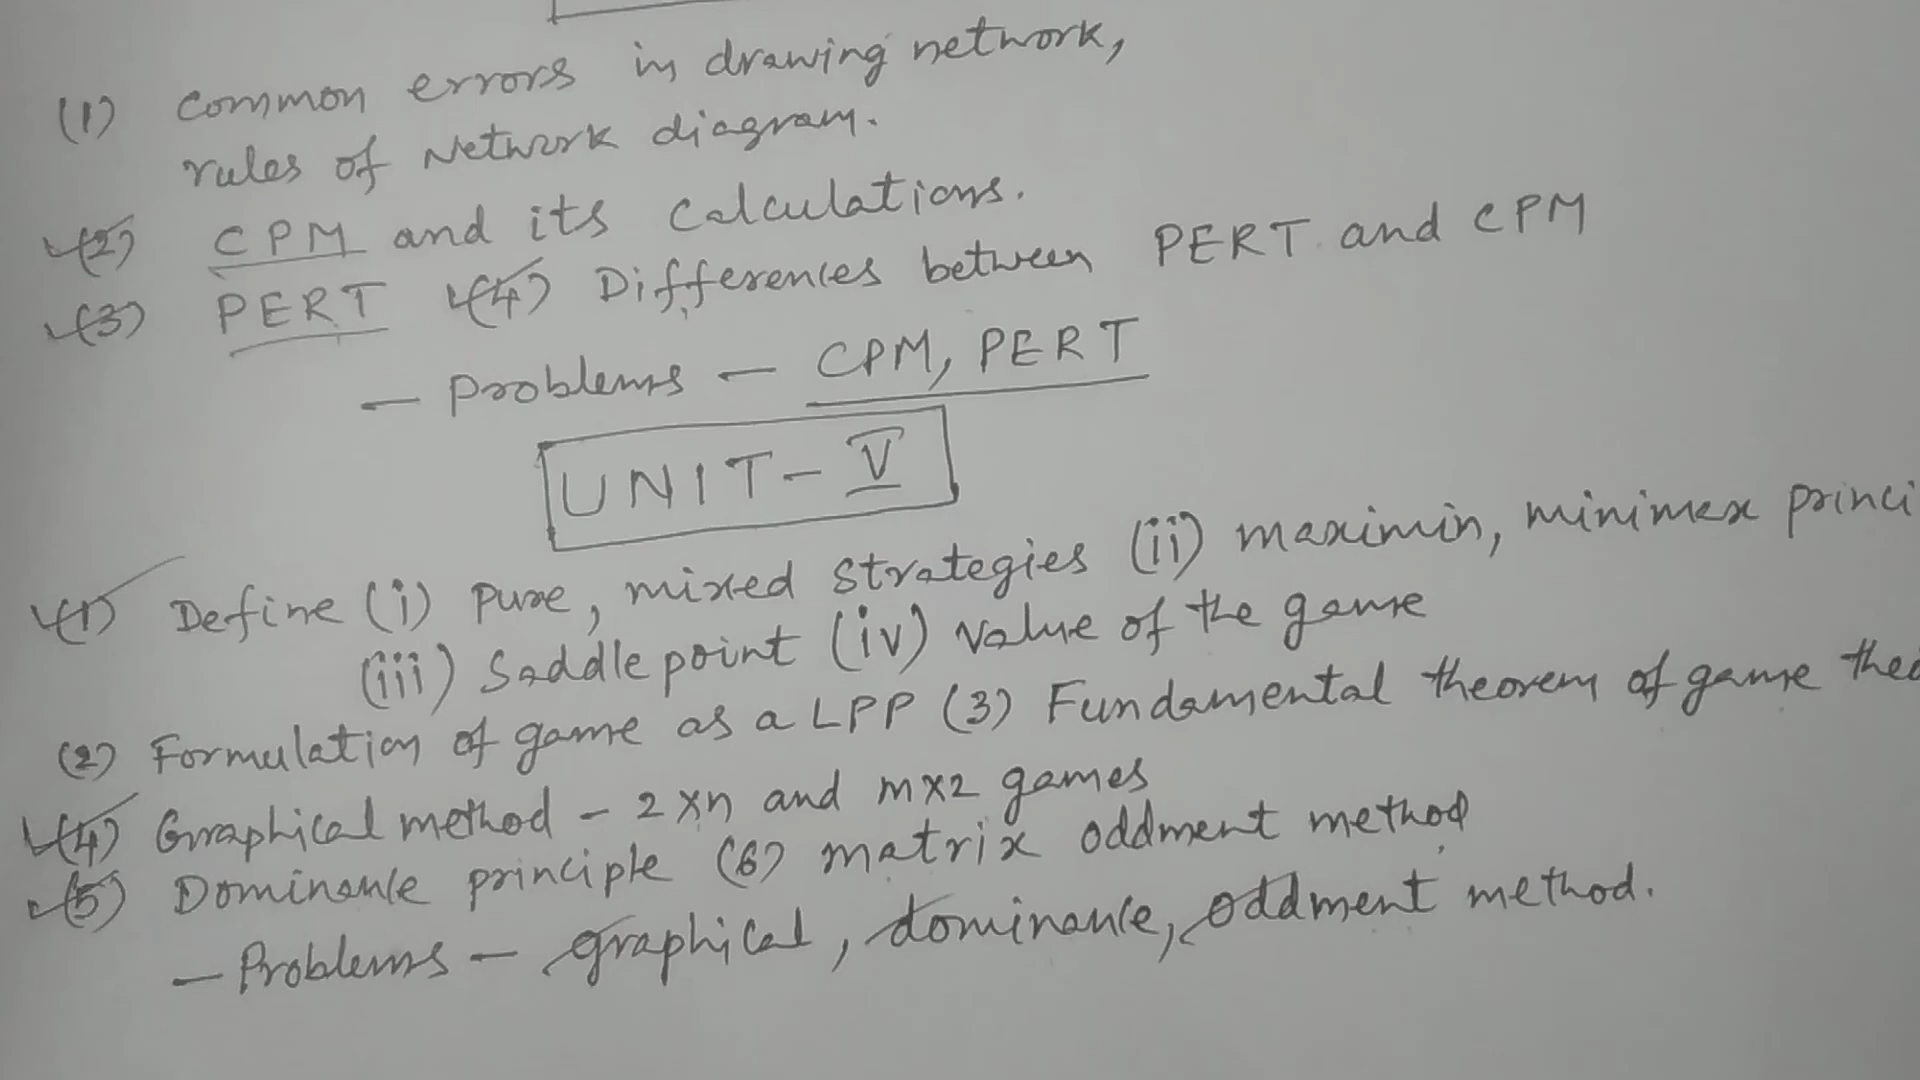 (1) Common errors in drawing network,
rules of Network diagram.
(2) CPM and its Calculations.
(3) PERT (4) Differences between PERT and CPM
- Problems - CPM, PERT
UNIT-V
(1) Define (i) Pure, mixed strategies (ii) maximin, minimax princi
(iii) Saddle point (iv) value of the game
(2) Formulation of game as a LPP (3) Fundamental theorem of game theo
(4) Graphical method - 2xn and mx2 games
(5) Dominance principle (6) matrix oddment method
- Problems - graphical, dominance, oddment method.